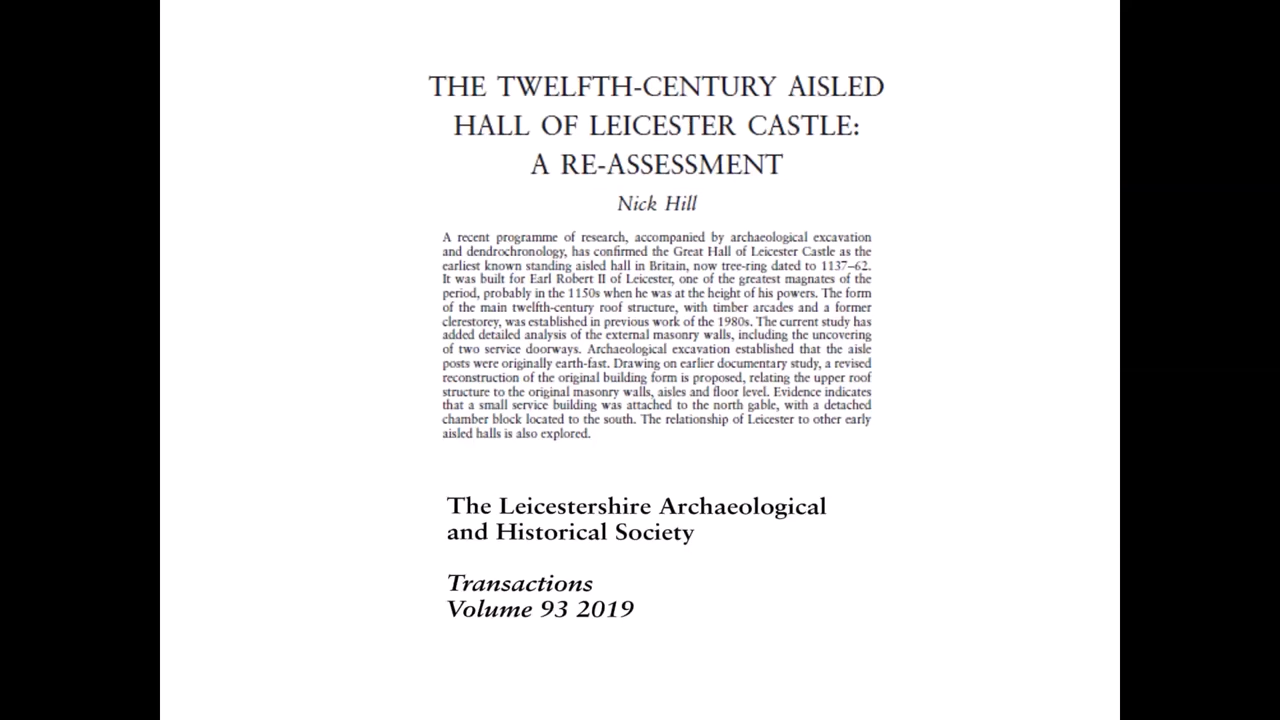 THE TWELFTH-CENTURY AISLED
HALL OF LEICESTER CASTLE:
A RE-ASSESSMENT
Nick Hill
A recent programme of research, accompanied by archaeological excavation
and dendrochronology, has confirmed the Great Hall of Leicester Castle as the
earliest known standing aisled hall in Britain, now tree-ring dated to 1137–62.
It was built for Earl Robert II of Leicester, one of the greatest magnates of the
period, probably in the 1150s when he was at the height of his powers. The form
of the main twelfth-century roof structure, with timber arcades and a former
clerestorey, was established in previous work of the 1980s. The current study has
added detailed analysis of the external masonry walls, including the uncovering
of two service doorways. Archaeological excavation established that the aisle
posts were originally earth-fast. Drawing on earlier documentary study, a revised
reconstruction of the original building form is proposed, relating the upper roof
structure to the original masonry walls, aisles and floor level. Evidence indicates
that a small service building was attached to the north gable, with a detached
chamber block located to the south. The relationship of Leicester to other early
aisled halls is also explored.
The Leicestershire Archaeological
and Historical Society
Transactions
Volume 93 2019